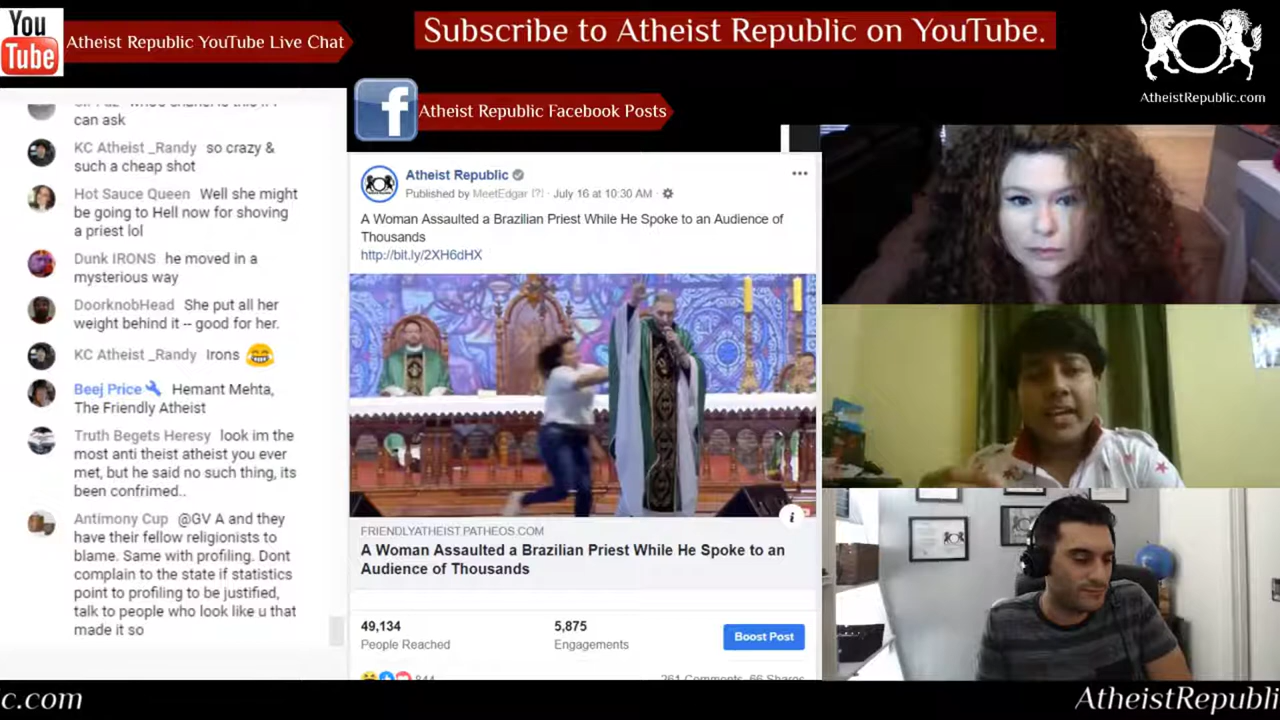 You
Tube
Atheist Republic YouTube Live Chat
Subscribe to Atheist Republic on YouTube.
AtheistRepublic.com
f
Atheist Republic Facebook Posts
can ask
KC Atheist _Randy so crazy &
such a cheap shot
Hot Sauce Queen Well she might
be going to Hell now for shoving
a priest lol
Dunk IRONS he moved in a
mysterious way
DoorknobHead She put all her
weight behind it -- good for her.
KC Atheist _Randy Irons
Beej Price Hemant Mehta,
The Friendly Atheist
Truth Begets Heresy look im the
most anti theist atheist you ever
met, but he said no such thing, its
been confrimed..
Antimony Cup @GV A and they
have their fellow religionists to
blame. Same with profiling. Dont
complain to the state if statistics
point to profiling to be justified,
talk to people who look like u that
made it so
Atheist Republic
Published by MeetEdgar [?] · July 16 at 10:30 AM ·
A Woman Assaulted a Brazilian Priest While He Spoke to an Audience of
Thousands
http://bit.ly/2XH6dHX
FRIENDLYATHEIST.PATHEOS.COM
A Woman Assaulted a Brazilian Priest While He Spoke to an
Audience of Thousands
49,134
People Reached
5,875
Engagements
Boost Post
844
261 Comments 66 Shares
c.com
AtheistRepubli